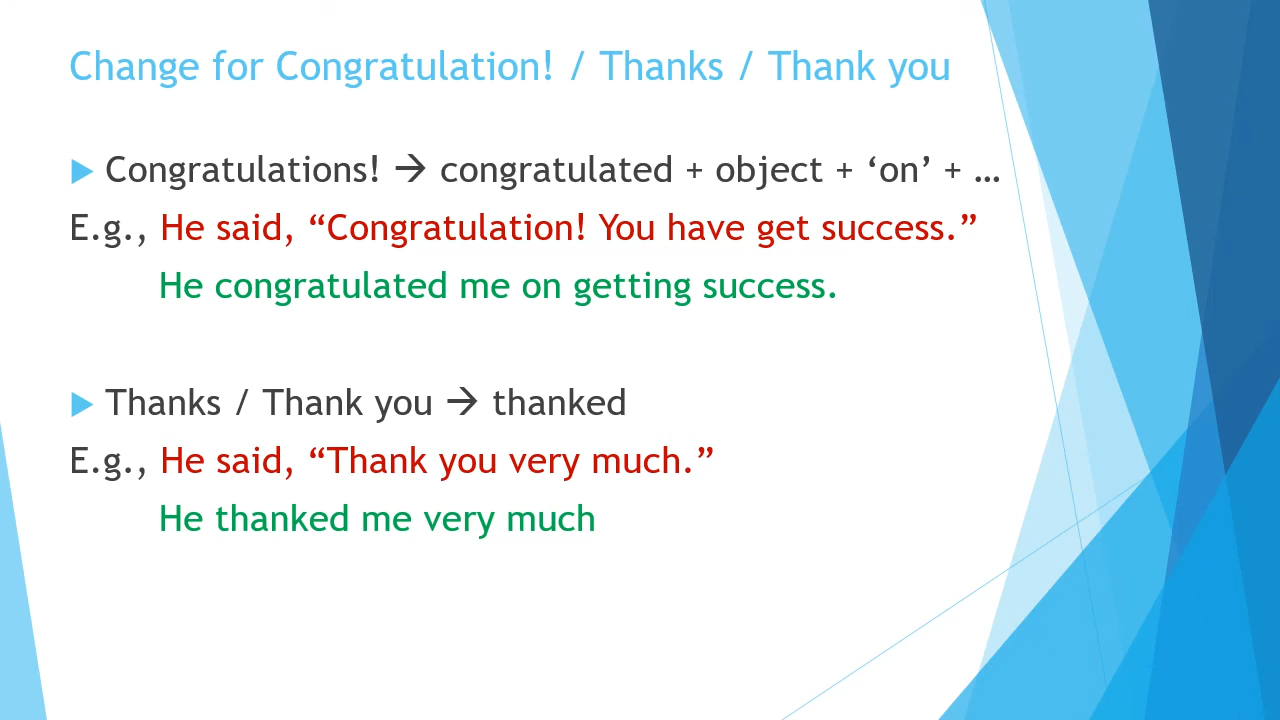 Change for Congratulation! / Thanks / Thank you
Congratulations! → congratulated + object + ‘on’ + …
E.g., He said, “Congratulation! You have get success.”
He congratulated me on getting success.
Thanks / Thank you → thanked
E.g., He said, “Thank you very much.”
He thanked me very much